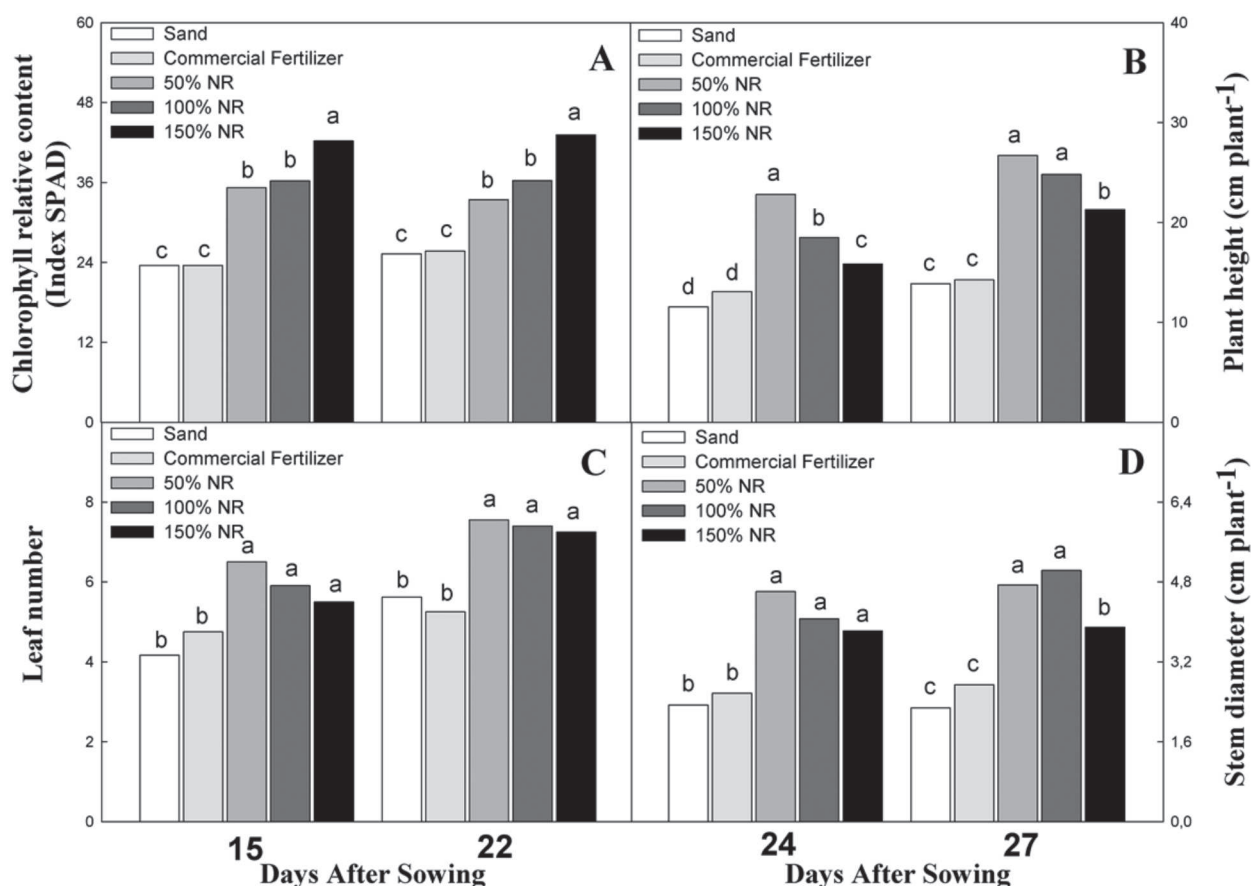 60
48
36
24
12
0
Chlorophyll relative content
(Index SPAD)
Sand
Commercial Fertilizer
50% NR
100% NR
150% NR
A
c c b b a
c c b b a
Sand
Commercial Fertilizer
50% NR
100% NR
150% NR
B
d d a b c
c c a a b
40
30
20
10
0
Plant height (cm plant-1)
8
6
4
2
0
Leaf number
Sand
Commercial Fertilizer
50% NR
100% NR
150% NR
C
b b a a a
b b a a a
Sand
Commercial Fertilizer
50% NR
100% NR
150% NR
D
b b a a a
c c a a b
6,4
4,8
3,2
1,6
0,0
Stem diameter (cm plant-1)
15 22
Days After Sowing
24 27
Days After Sowing